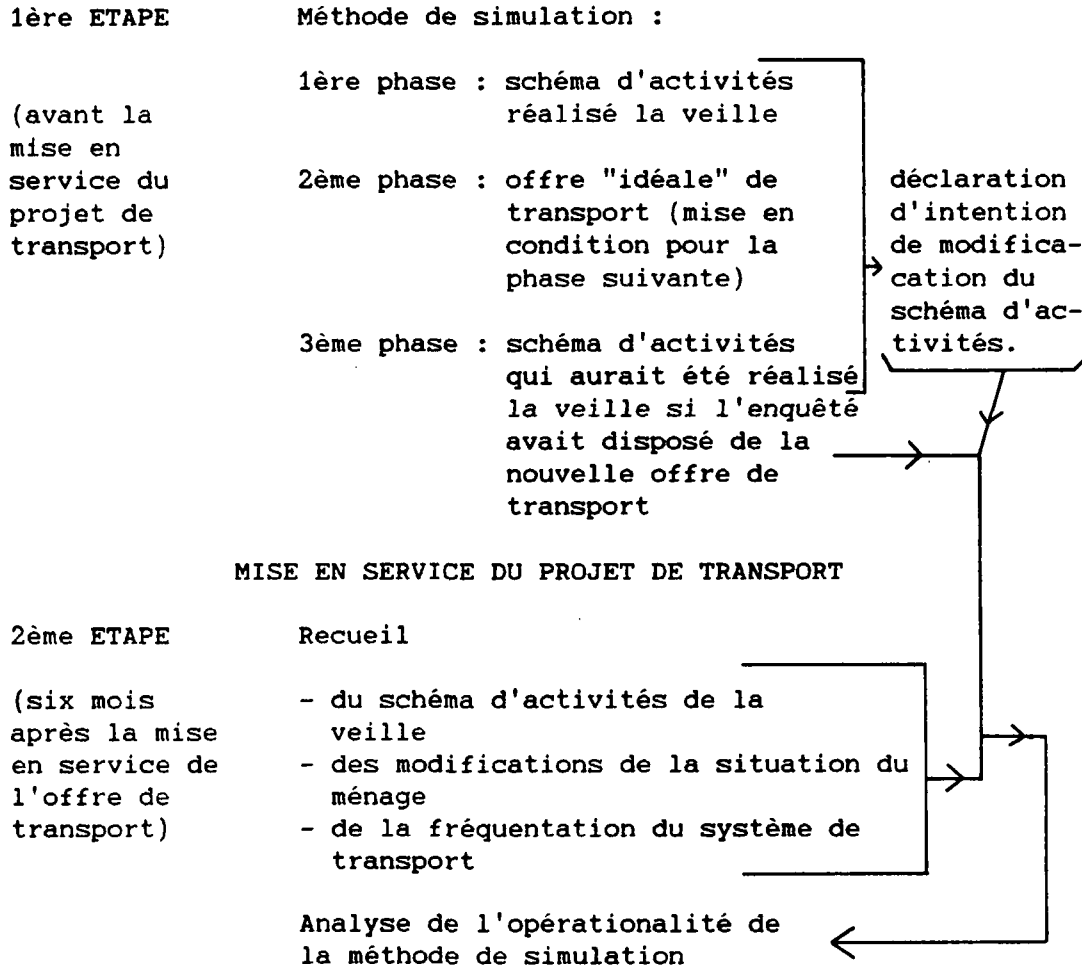 1ère ETAPE
Méthode de simulation :
(avant la
mise en
service du
projet de
transport)
1ère phase : schéma d'activités
réalisé la veille
2ème phase : offre "idéale" de
transport (mise en
condition pour la
phase suivante)
3ème phase : schéma d'activités
qui aurait été réalisé
la veille si l'enquêté
avait disposé de la
nouvelle offre de
transport
déclaration
d'intention
de modifica-
cation du
schéma d'ac-
tivités.
MISE EN SERVICE DU PROJET DE TRANSPORT
2ème ETAPE
Recueil
(six mois
après la mise
en service de
l'offre de
transport)
- du schéma d'activités de la
veille
- des modifications de la situation du
ménage
- de la fréquentation du système de
transport
Analyse de l'opérationalité de
la méthode de simulation